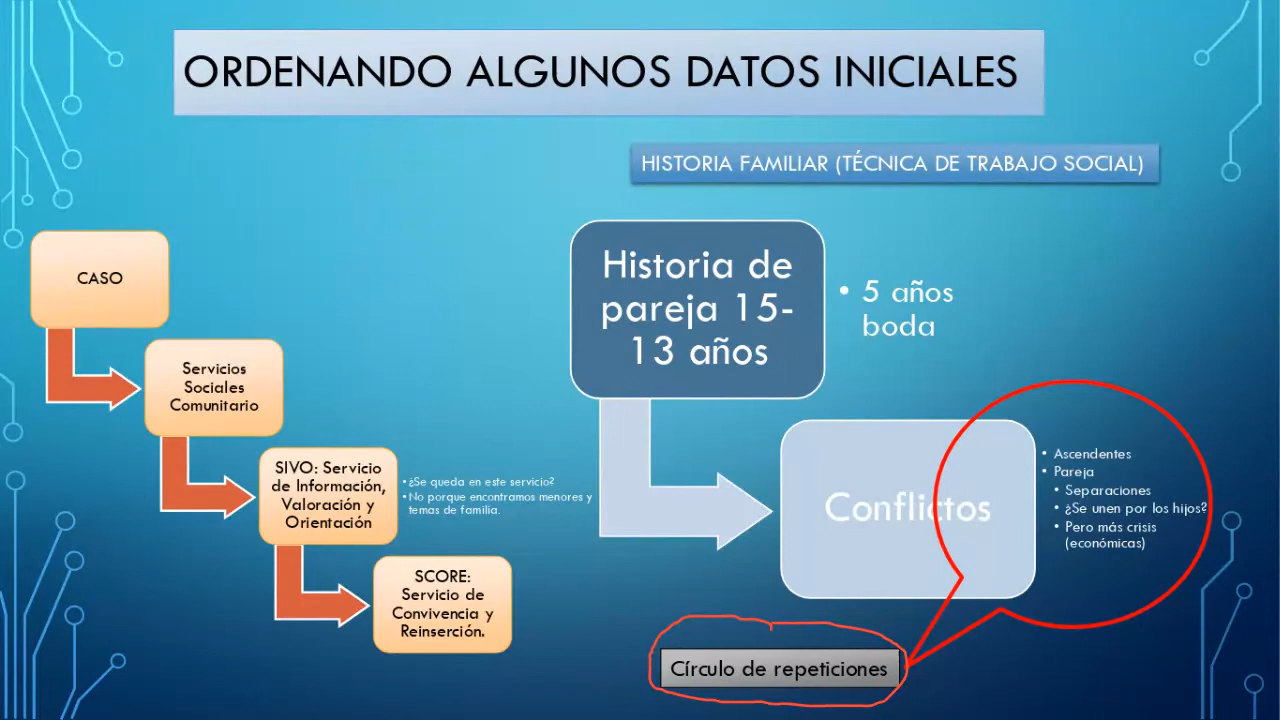 ORDENANDO ALGUNOS DATOS INICIALES
HISTORIA FAMILIAR (TÉCNICA DE TRABAJO SOCIAL)
CASO
Servicios
Sociales
Comunitario
SIVO: Servicio
de Información,
Valoración y
Orientación
• ¿Se queda en este servicio?
• No porque encontramos menores y
temas de familia.
SCORE:
Servicio de
Convivencia y
Reinserción.
Historia de
pareja 15-
13 años
• 5 años
boda
Conflictos
• Ascendentes
• Pareja
• Separaciones
• ¿Se unen por los hijos?
• Pero más crisis
(económicas)
Círculo de repeticiones